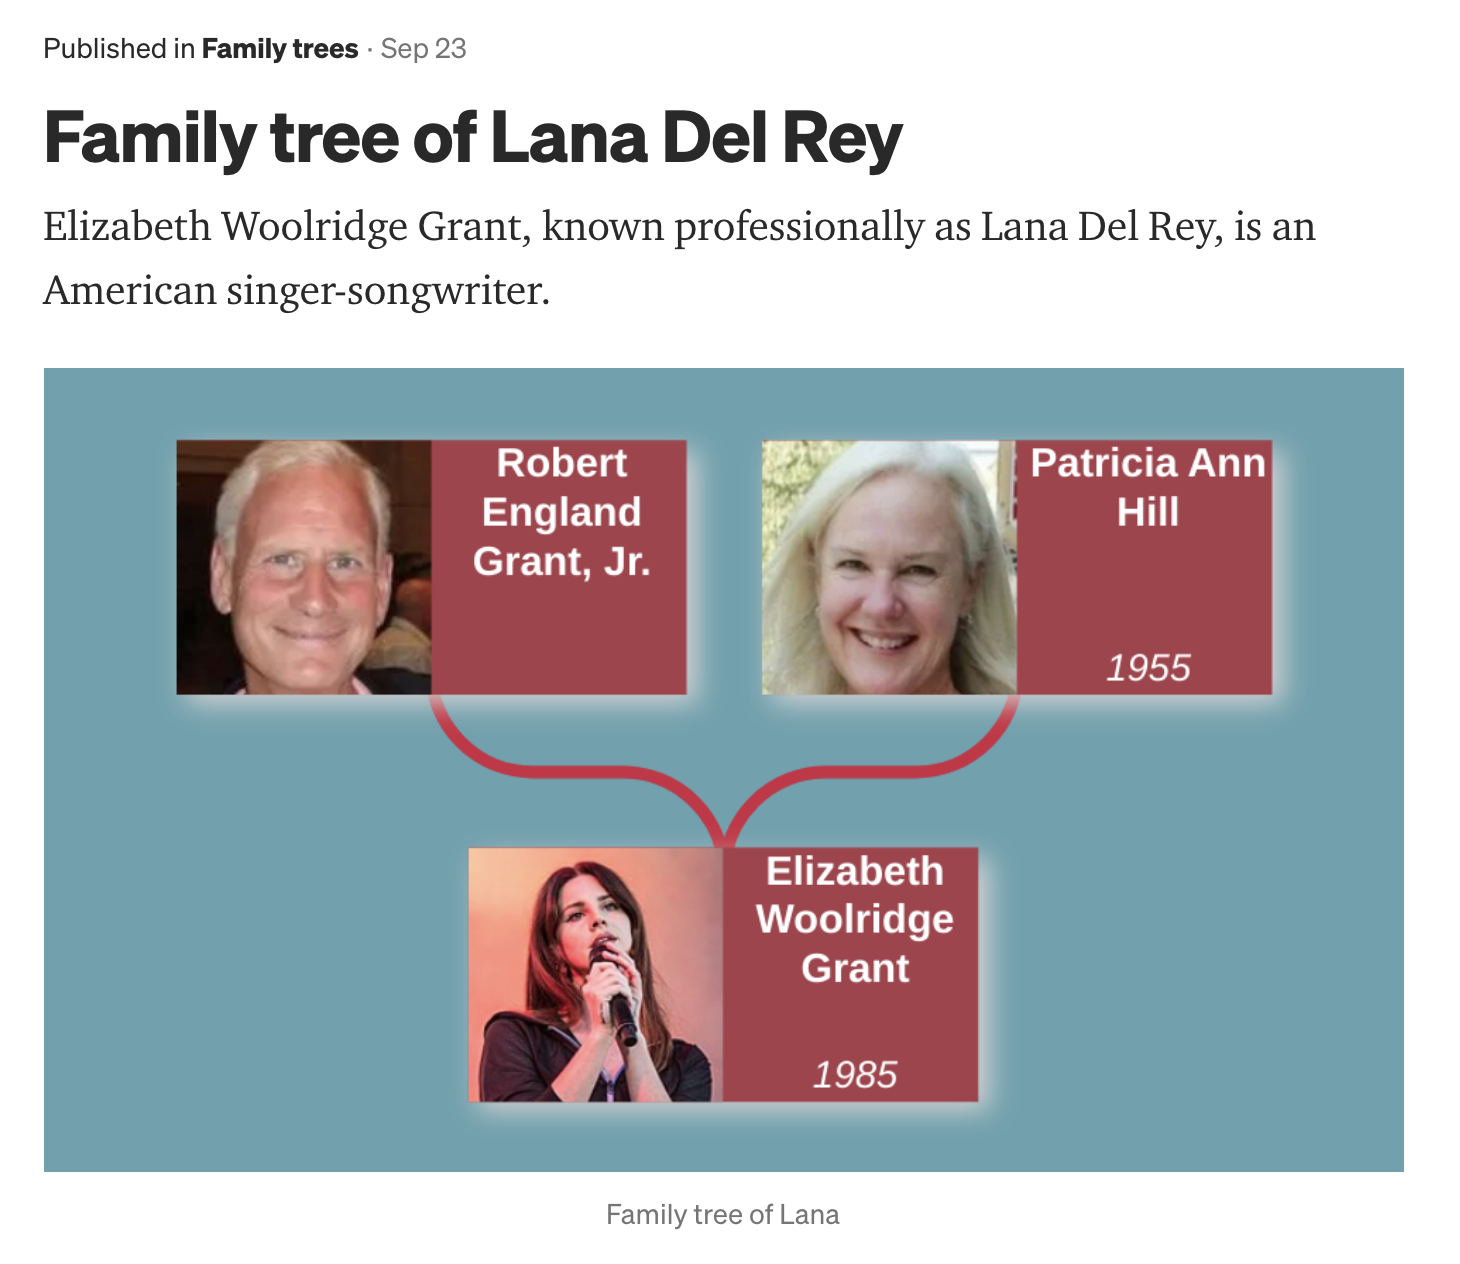 Published in Family trees · Sep 23
Family tree of Lana Del Rey
Elizabeth Woolridge Grant, known professionally as Lana Del Rey, is an
American singer-songwriter.
Robert
England
Grant, Jr.
Patricia Ann
Hill
1955
Elizabeth
Woolridge
Grant
1985
Family tree of Lana